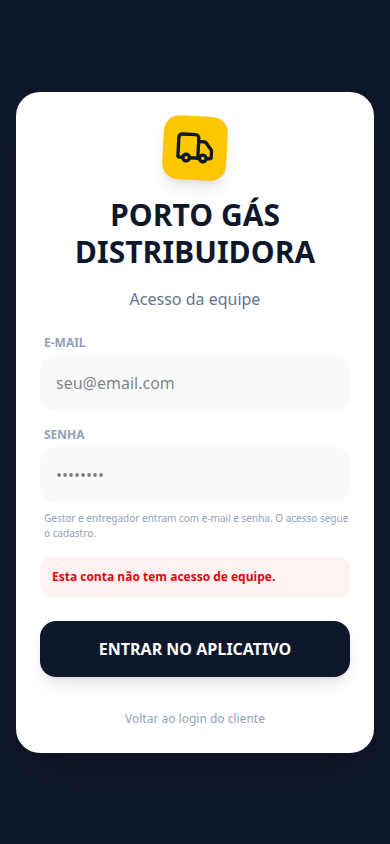 PORTO GÁS
DISTRIBUIDORA
Acesso da equipe
E-MAIL
seu@email.com
SENHA
••••••••
Gestor e entregador entram com e-mail e senha. O acesso segue
o cadastro.
Esta conta não tem acesso de equipe.
ENTRAR NO APLICATIVO
Voltar ao login do cliente